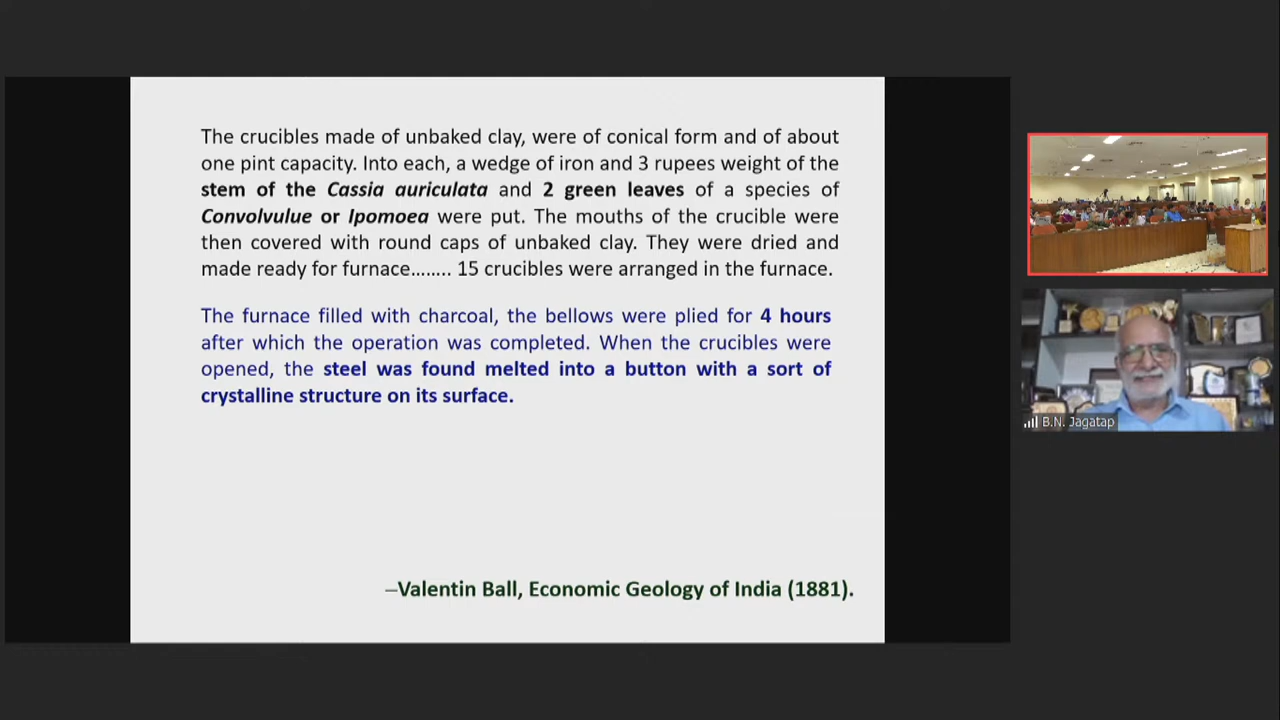 The crucibles made of unbaked clay, were of conical form and of about
one pint capacity. Into each, a wedge of iron and 3 rupees weight of the
stem of the Cassia auriculata and 2 green leaves of a species of
Convolvulue or Ipomoea were put. The mouths of the crucible were
then covered with round caps of unbaked clay. They were dried and
made ready for furnace…….. 15 crucibles were arranged in the furnace.
The furnace filled with charcoal, the bellows were plied for 4 hours
after which the operation was completed. When the crucibles were
opened, the steel was found melted into a button with a sort of
crystalline structure on its surface.
–Valentin Ball, Economic Geology of India (1881).
B.N. Jagatap